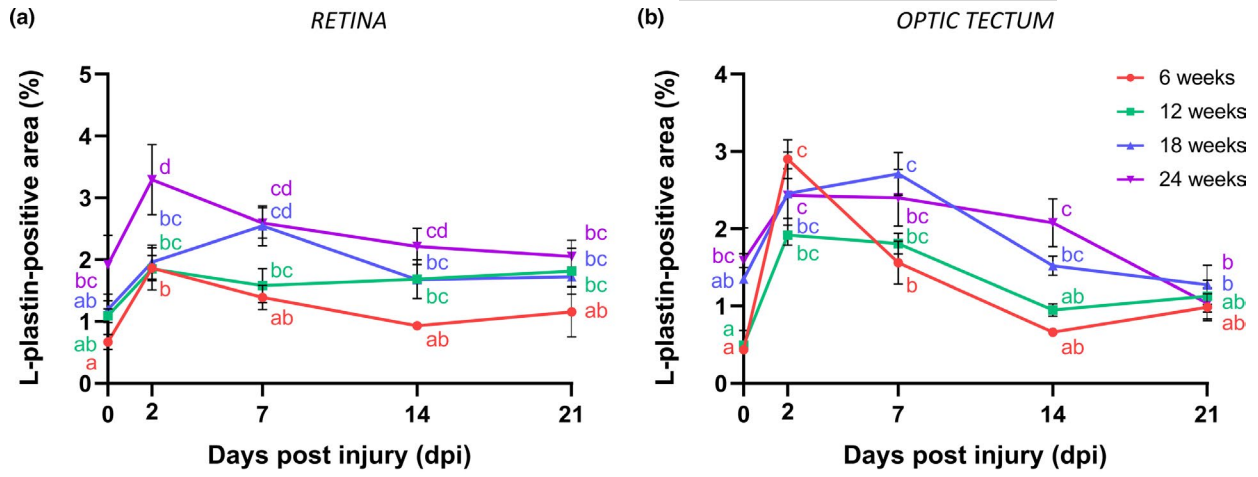 (a)
RETINA
L-plastin-positive area (%)
5
4
3
2
1
0
0
2
7
14
21
Days post injury (dpi)
bc
ab
ab
a
d
bc
bc
b
cd
cd
bc
ab
cd
bc
bc
ab
bc
bc
bc
ab
(b)
OPTIC TECTUM
L-plastin-positive area (%)
4
3
2
1
0
0
2
7
14
21
Days post injury (dpi)
bc
ab
a
a
c
c
bc
bc
c
bc
bc
b
c
bc
ab
ab
b
b
ab
ab
6 weeks
12 weeks
18 weeks
24 weeks